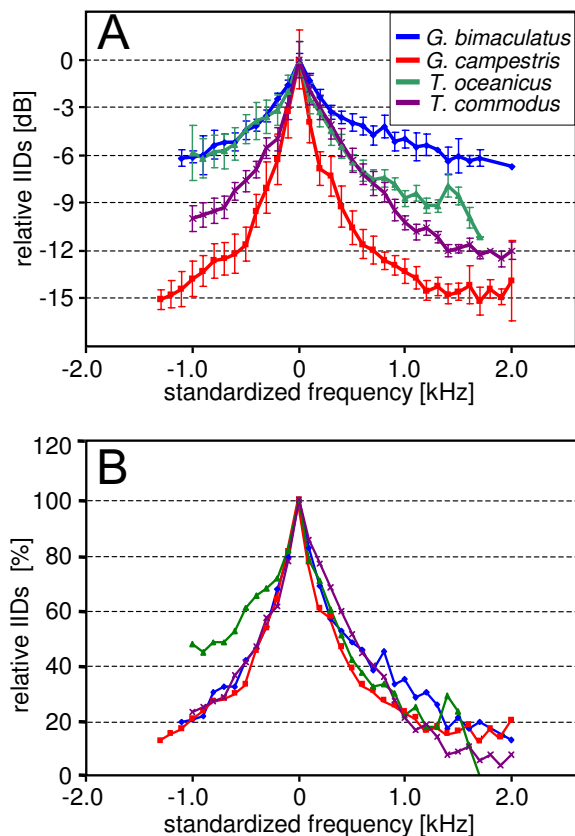 A
G. bimaculatus
G. campestris
T. oceanicus
T. commodus
relative IIDs [dB]
0
-3
-6
-9
-12
-15
-2.0 -1.0 0 1.0 2.0
standardized frequency [kHz]
B
relative IIDs [%]
120
100
80
60
40
20
0
-2.0 -1.0 0 1.0 2.0
standardized frequency [kHz]